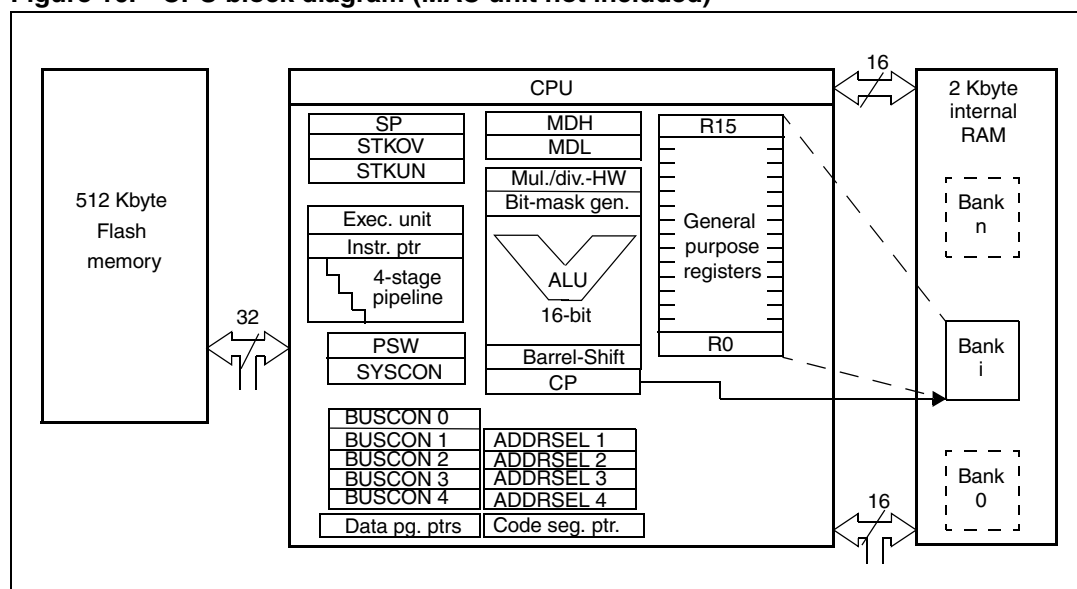 CPU block diagram (MAC unit not included)
512 Kbyte
Flash
memory
32
CPU
SP
STKOV
STKUN
Exec. unit
Instr. ptr
4-stage
pipeline
PSW
SYSCON
BUSCON 0
BUSCON 1
BUSCON 2
BUSCON 3
BUSCON 4
Data pg. ptrs
MDH
MDL
Mul./div.-HW
Bit-mask gen.
ALU
16-bit
Barrel-Shift
CP
ADDRSEL 1
ADDRSEL 2
ADDRSEL 3
ADDRSEL 4
Code seg. ptr.
R15
General
purpose
registers
R0
16
16
2 Kbyte
internal
RAM
Bank
n
Bank
i
Bank
0